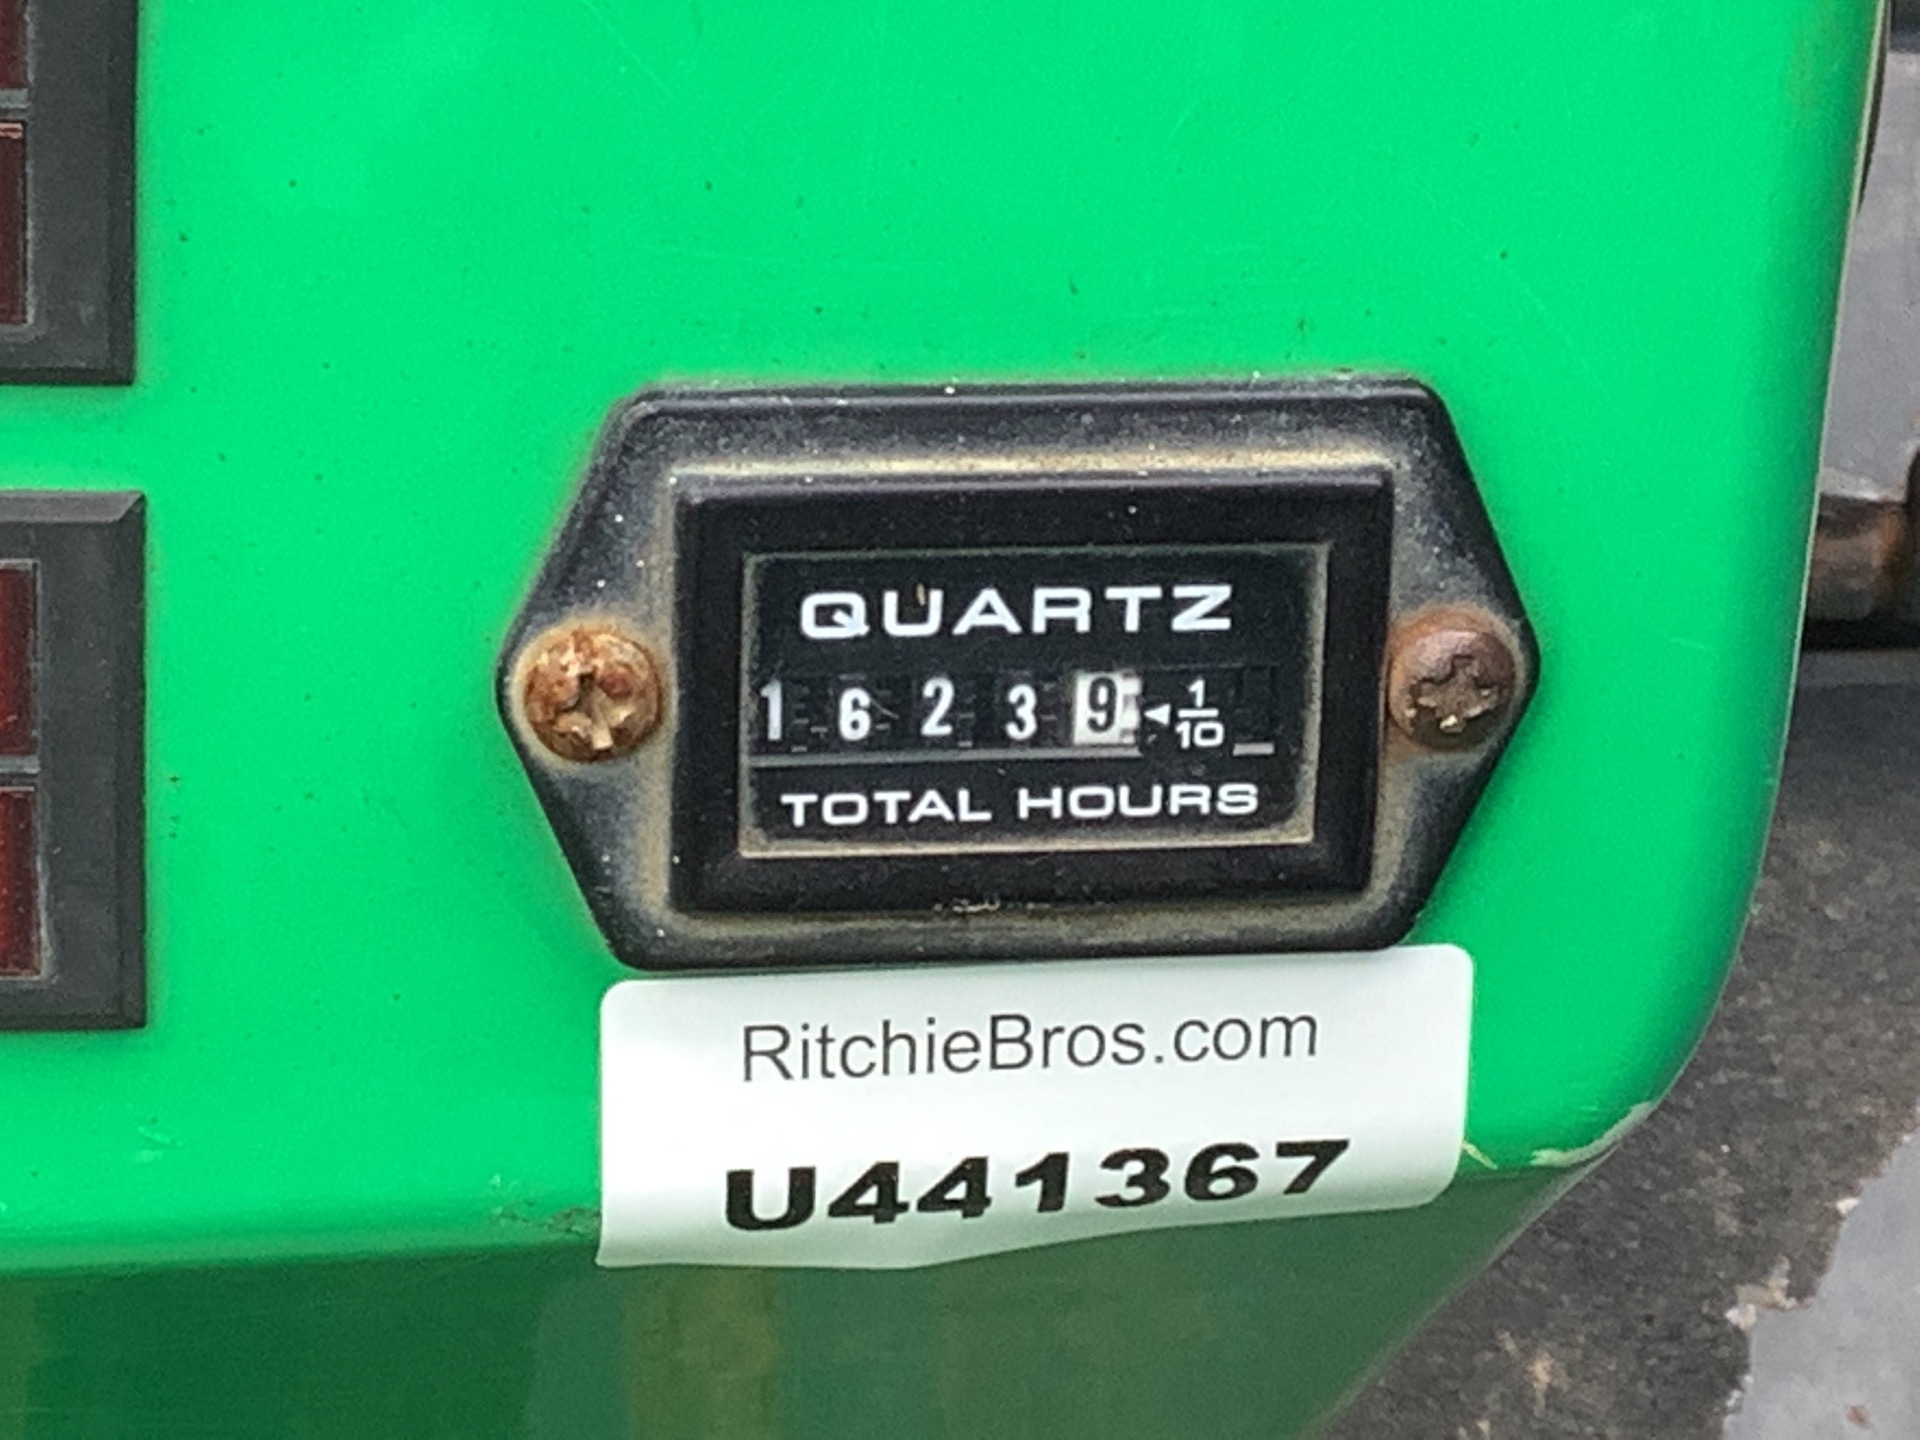 QUARTZ
1 6 2 3 9 ◄ 1/10
TOTAL HOURS
RitchieBros.com
U441367